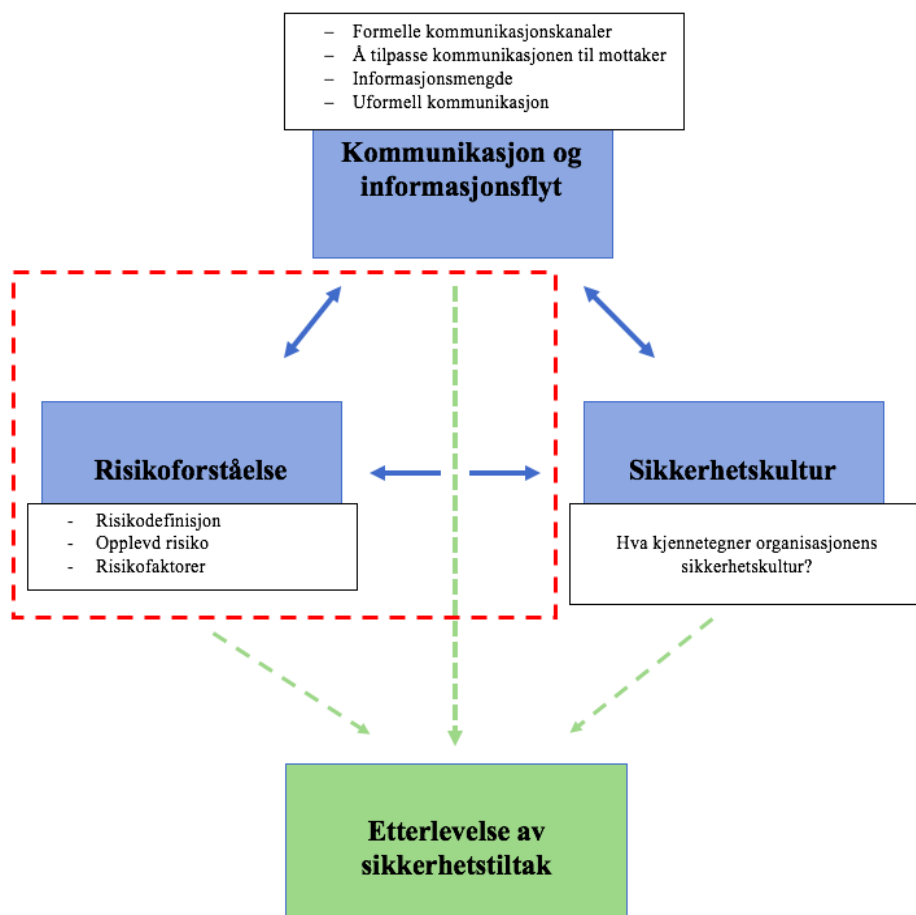 – Formelle kommunikasjonskanaler
– Å tilpasse kommunikasjonen til mottaker
– Informasjonsmengde
– Uformell kommunikasjon
Kommunikasjon og
informasjonsflyt
Risikoforståelse
- Risikodefinisjon
- Opplevd risiko
- Risikofaktorer
Sikkerhetskultur
Hva kjennetegner organisasjonens
sikkerhetskultur?
Etterlevelse av
sikkerhetstiltak